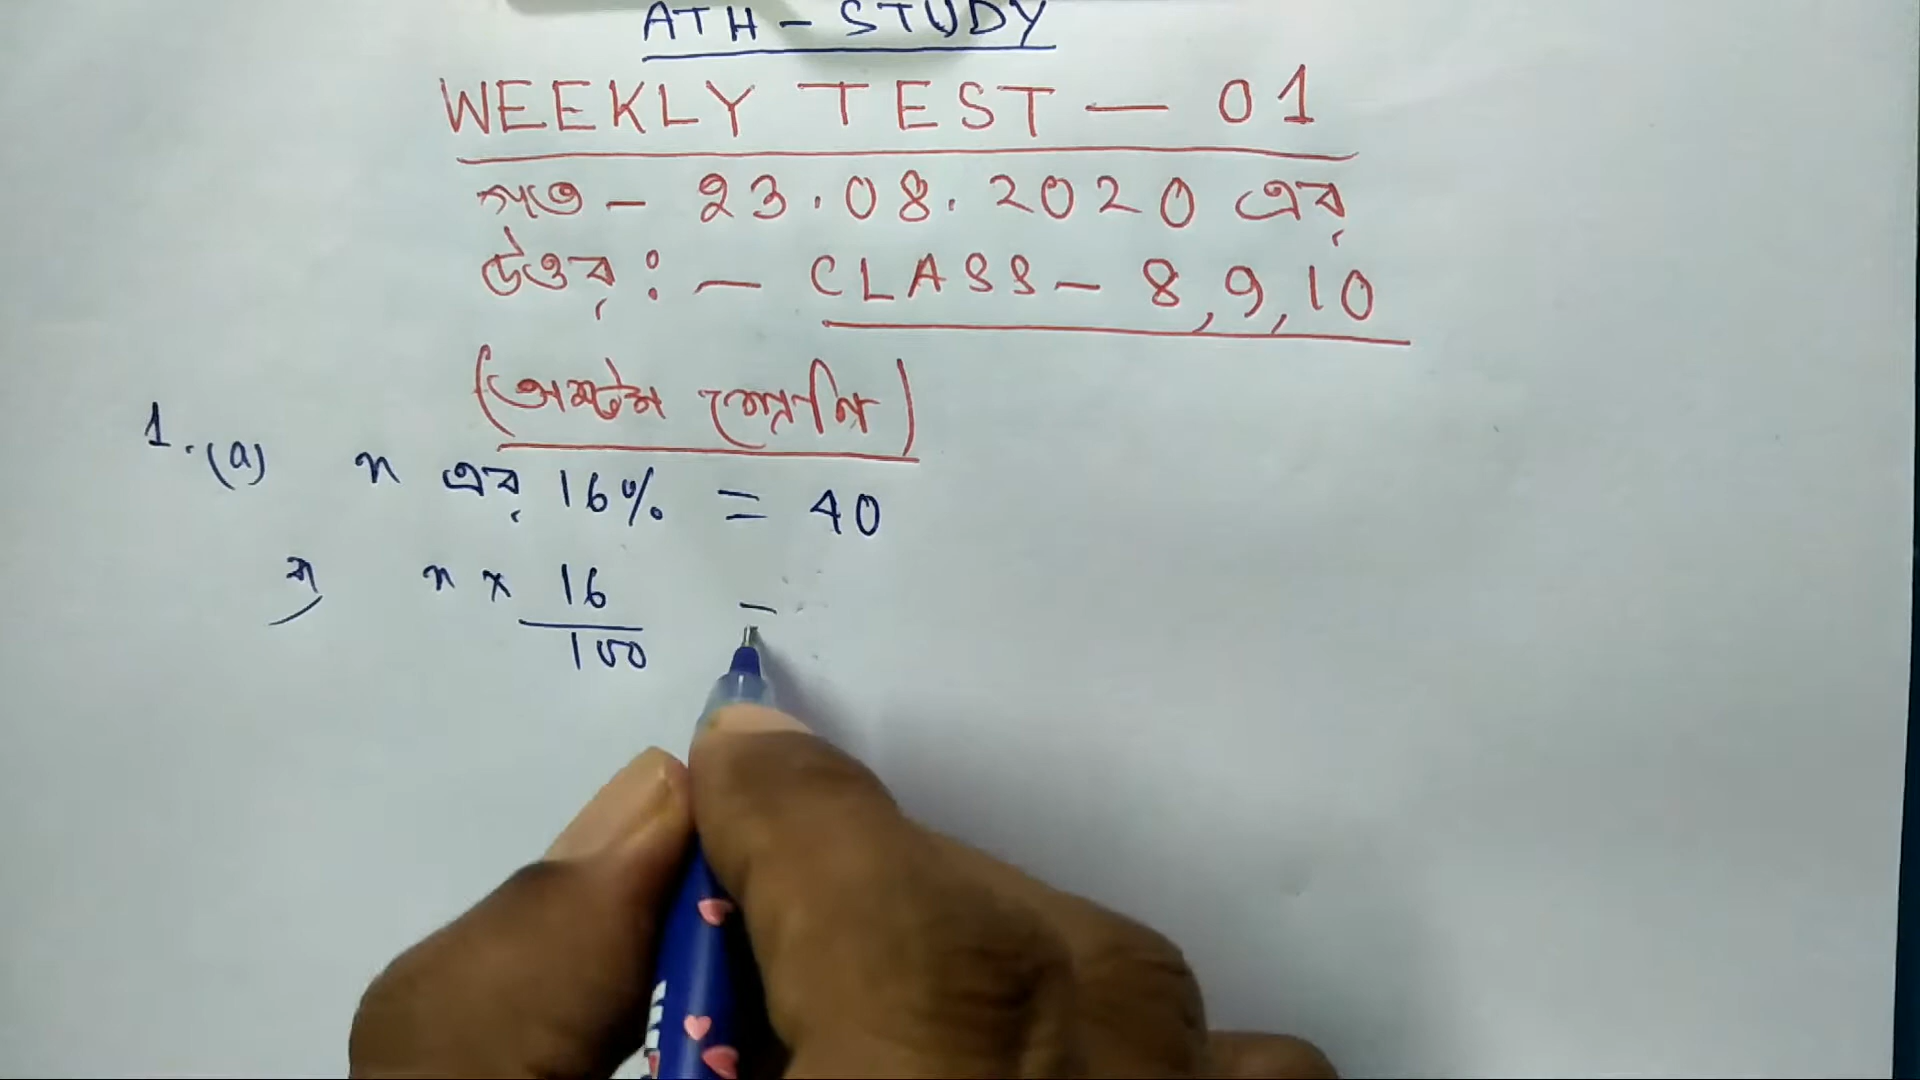 ATH - STUDY
WEEKLY TEST - 01
গত - 23.08.2020 এর
উত্তর : - CLASS - 8, 9, 10
(অষ্টম শ্রেণি)
1. (a) x এর 16% = 40
বা, x × 16
100 -